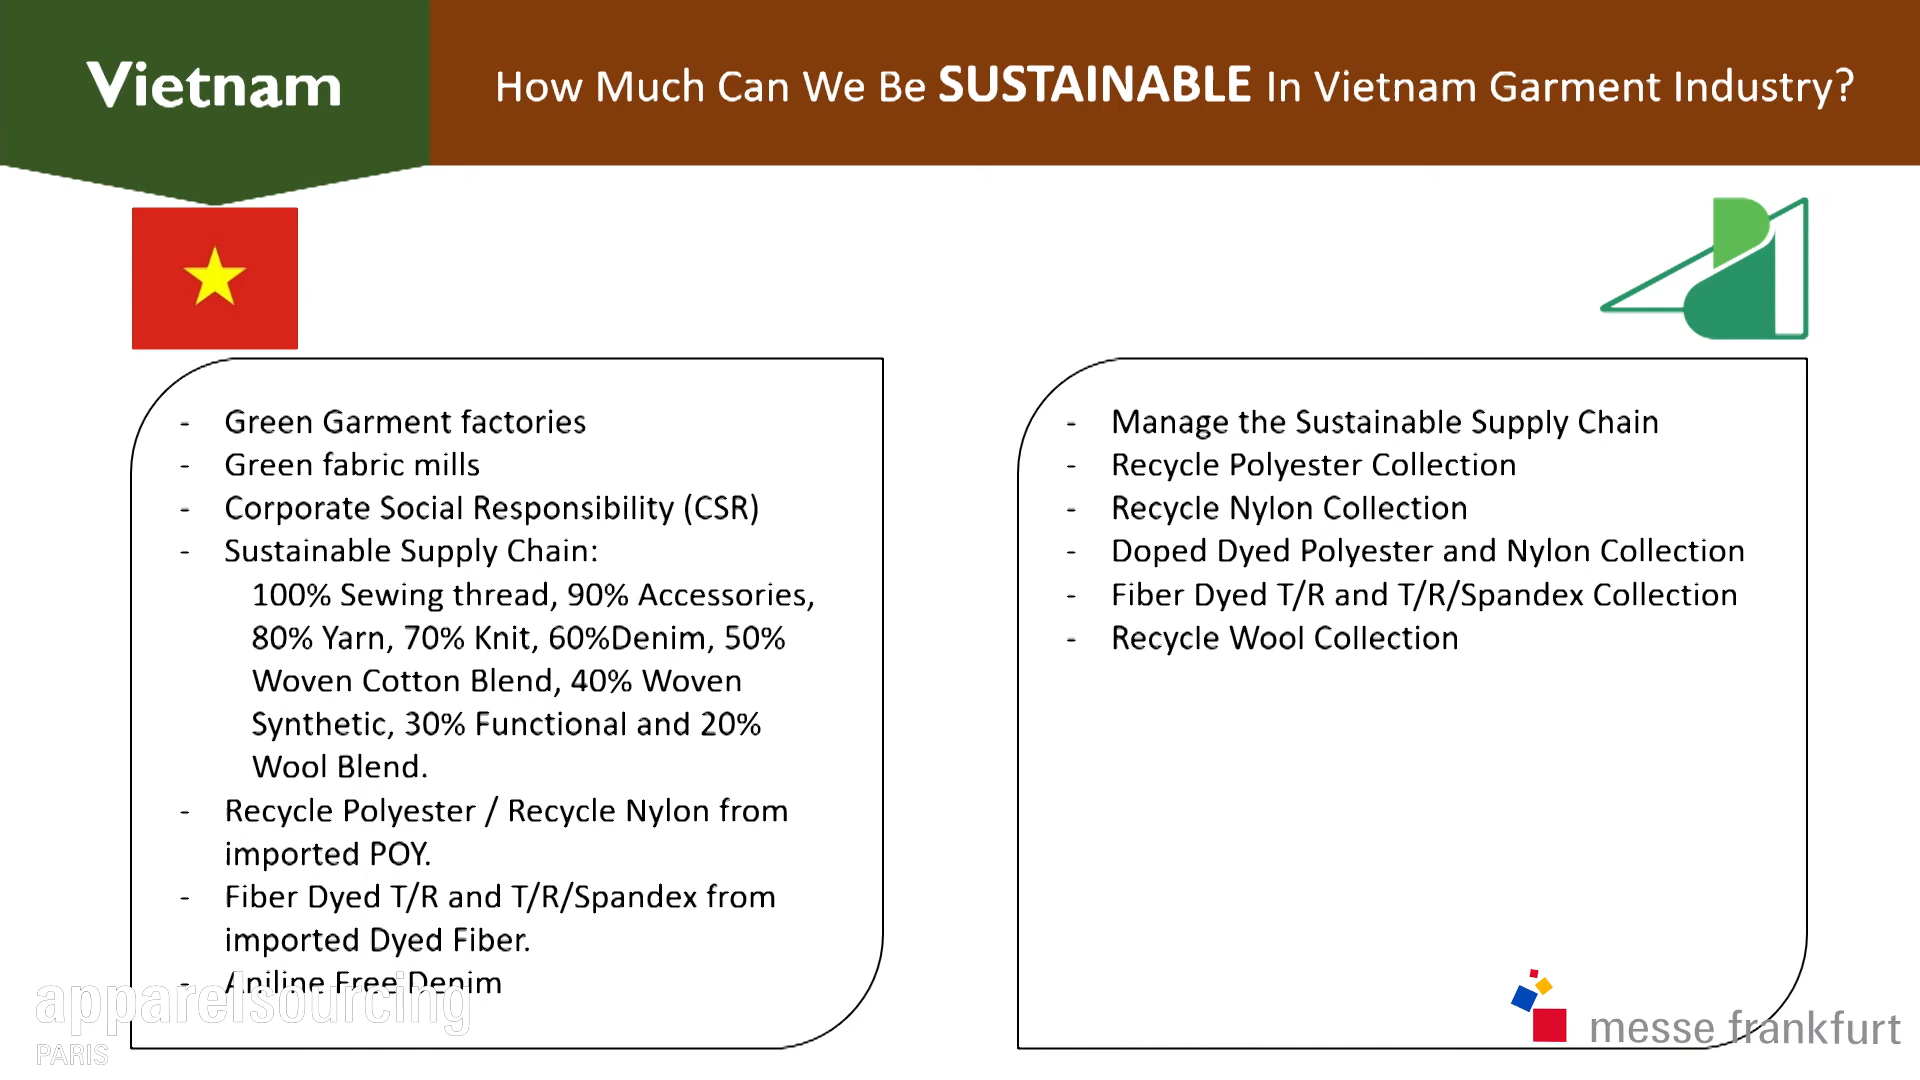 Vietnam
How Much Can We Be SUSTAINABLE In Vietnam Garment Industry?
- Green Garment factories
- Green fabric mills
- Corporate Social Responsibility (CSR)
- Sustainable Supply Chain:
100% Sewing thread, 90% Accessories,
80% Yarn, 70% Knit, 60%Denim, 50%
Woven Cotton Blend, 40% Woven
Synthetic, 30% Functional and 20%
Wool Blend.
- Recycle Polyester / Recycle Nylon from
imported POY.
- Fiber Dyed T/R and T/R/Spandex from
imported Dyed Fiber.
- Aniline Free Denim
- Manage the Sustainable Supply Chain
- Recycle Polyester Collection
- Recycle Nylon Collection
- Doped Dyed Polyester and Nylon Collection
- Fiber Dyed T/R and T/R/Spandex Collection
- Recycle Wool Collection
apparelsourcing
PARIS
messe frankfurt